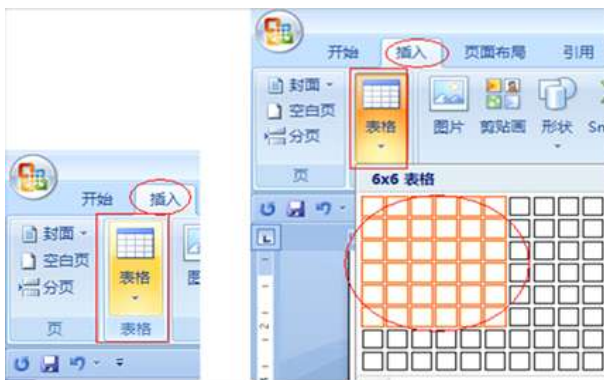 开始 插入
封面
空白页
分页
表格
页 表格
开始 插入 页面布局 引用
封面
空白页
分页
表格 图片 剪贴画 形状 Sm
页
6x6 表格